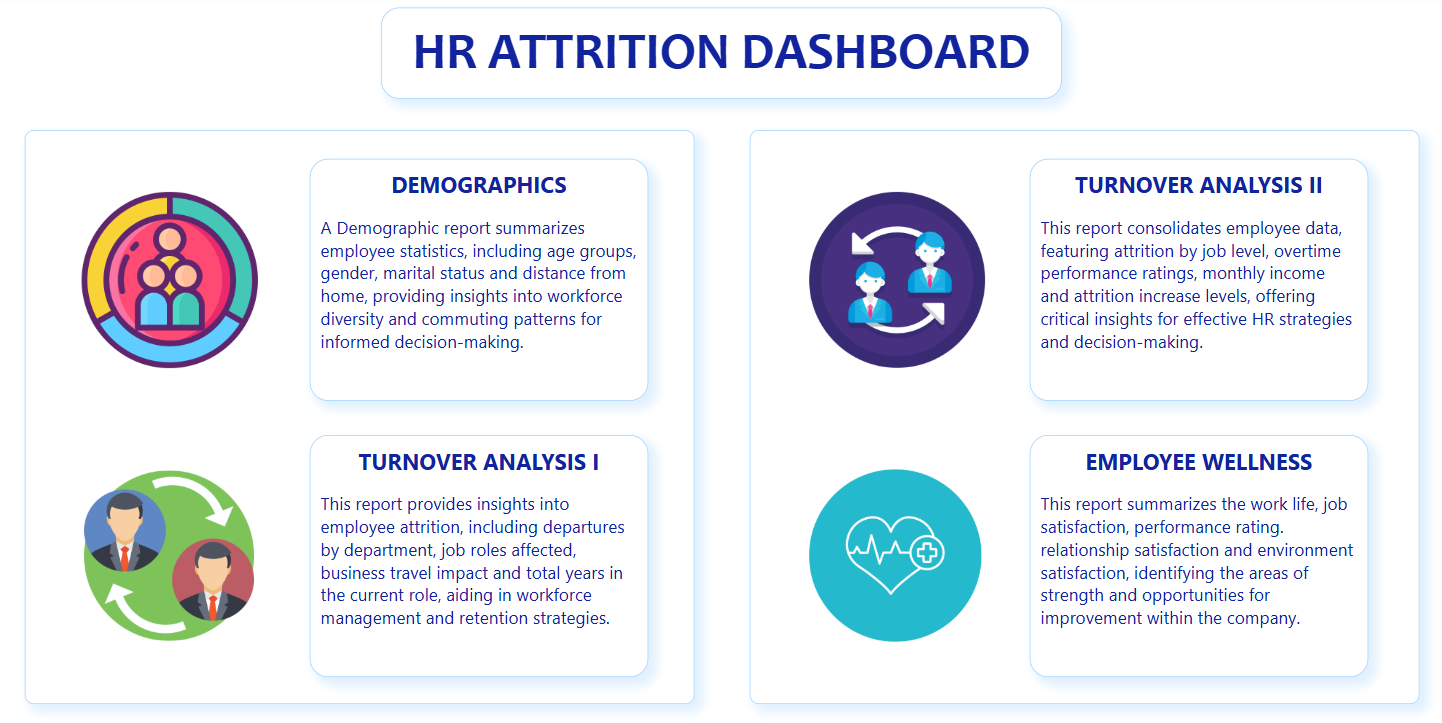 HR ATTRITION DASHBOARD
DEMOGRAPHICS
A Demographic report summarizes
employee statistics, including age groups,
gender, marital status and distance from
home, providing insights into workforce
diversity and commuting patterns for
informed decision-making.
TURNOVER ANALYSIS I
This report provides insights into
employee attrition, including departures
by department, job roles affected,
business travel impact and total years in
the current role, aiding in workforce
management and retention strategies.
TURNOVER ANALYSIS II
This report consolidates employee data,
featuring attrition by job level, overtime
performance ratings, monthly income
and attrition increase levels, offering
critical insights for effective HR strategies
and decision-making.
EMPLOYEE WELLNESS
This report summarizes the work life, job
satisfaction, performance rating.
relationship satisfaction and environment
satisfaction, identifying the areas of
strength and opportunities for
improvement within the company.